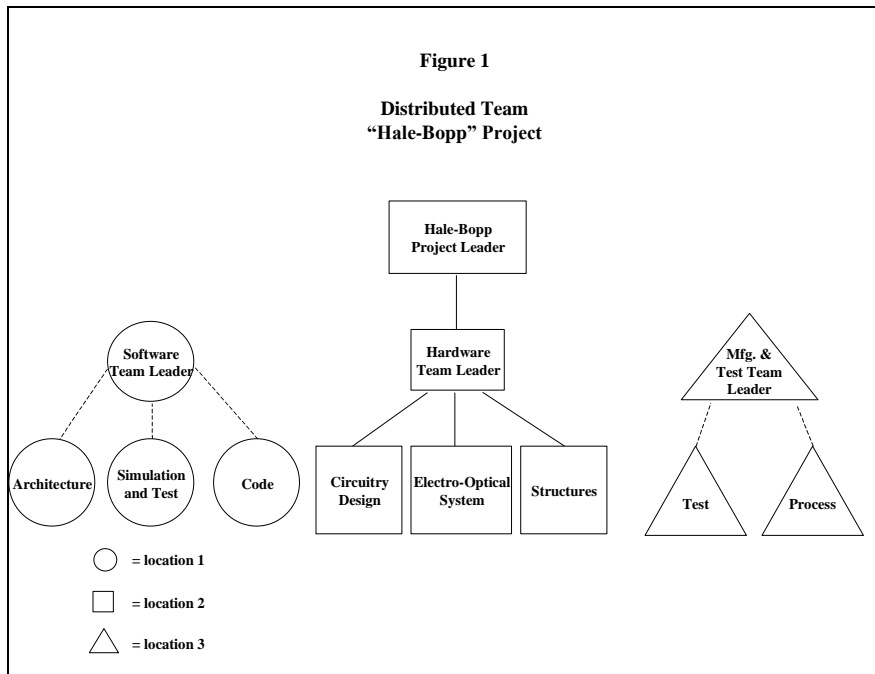 Figure 1
Distributed Team
“Hale-Bopp” Project
Hale-Bopp
Project Leader
Software
Team Leader
Hardware
Team Leader
Mfg. &
Test Team
Leader
Architecture
Simulation
and Test
Code
Circuitry
Design
Electro-Optical
System
Structures
Test
Process
= location 1
= location 2
= location 3